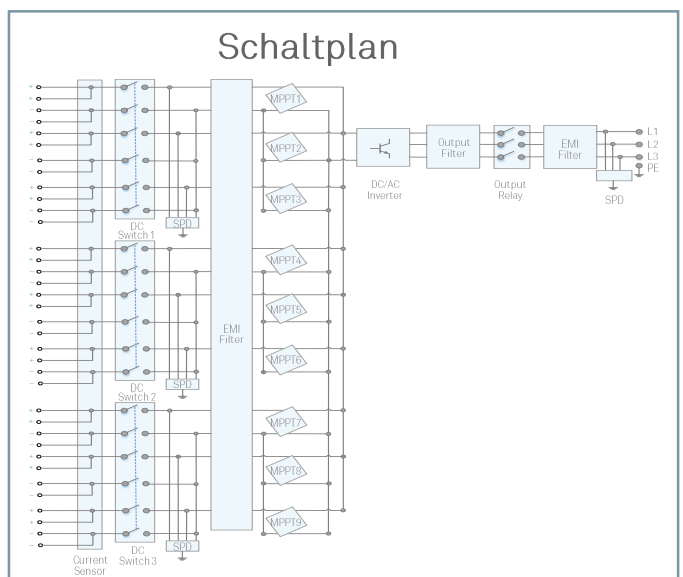 Schaltplan
MPPT1
MPPT2
MPPT3
DC
Switch 1
SPD
MPPT4
MPPT5
MPPT6
DC
Switch 2
SPD
EMI
Filter
MPPT7
MPPT8
MPPT9
DC
Switch 3
SPD
Current
Sensor
DC/AC
Inverter
Output
Filter
Output
Relay
EMI
Filter
L1
L2
L3
PE
SPD